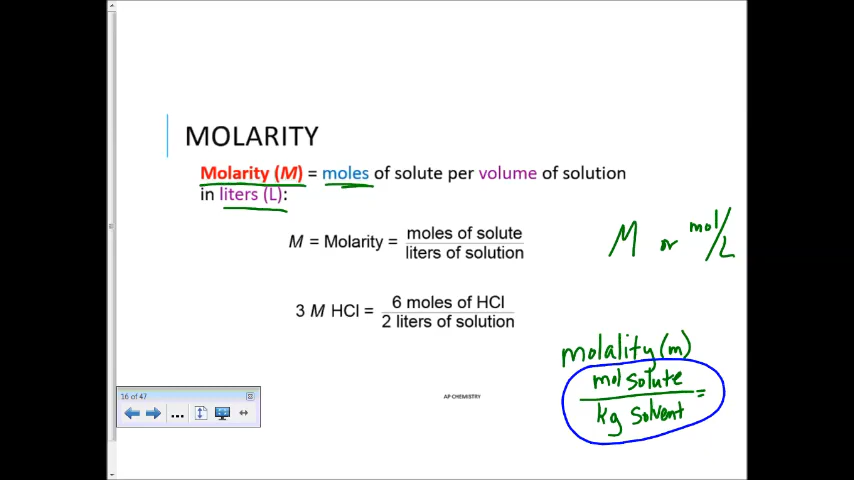 MOLARITY
Molarity (M) = moles of solute per volume of solution
in liters (L):
M = Molarity = moles of solute
liters of solution
M or mol/L
3 M HCl = 6 moles of HCl
2 liters of solution
molality (m)
mol solute
kg solvent =
16 of 47
...
AP CHEMISTRY